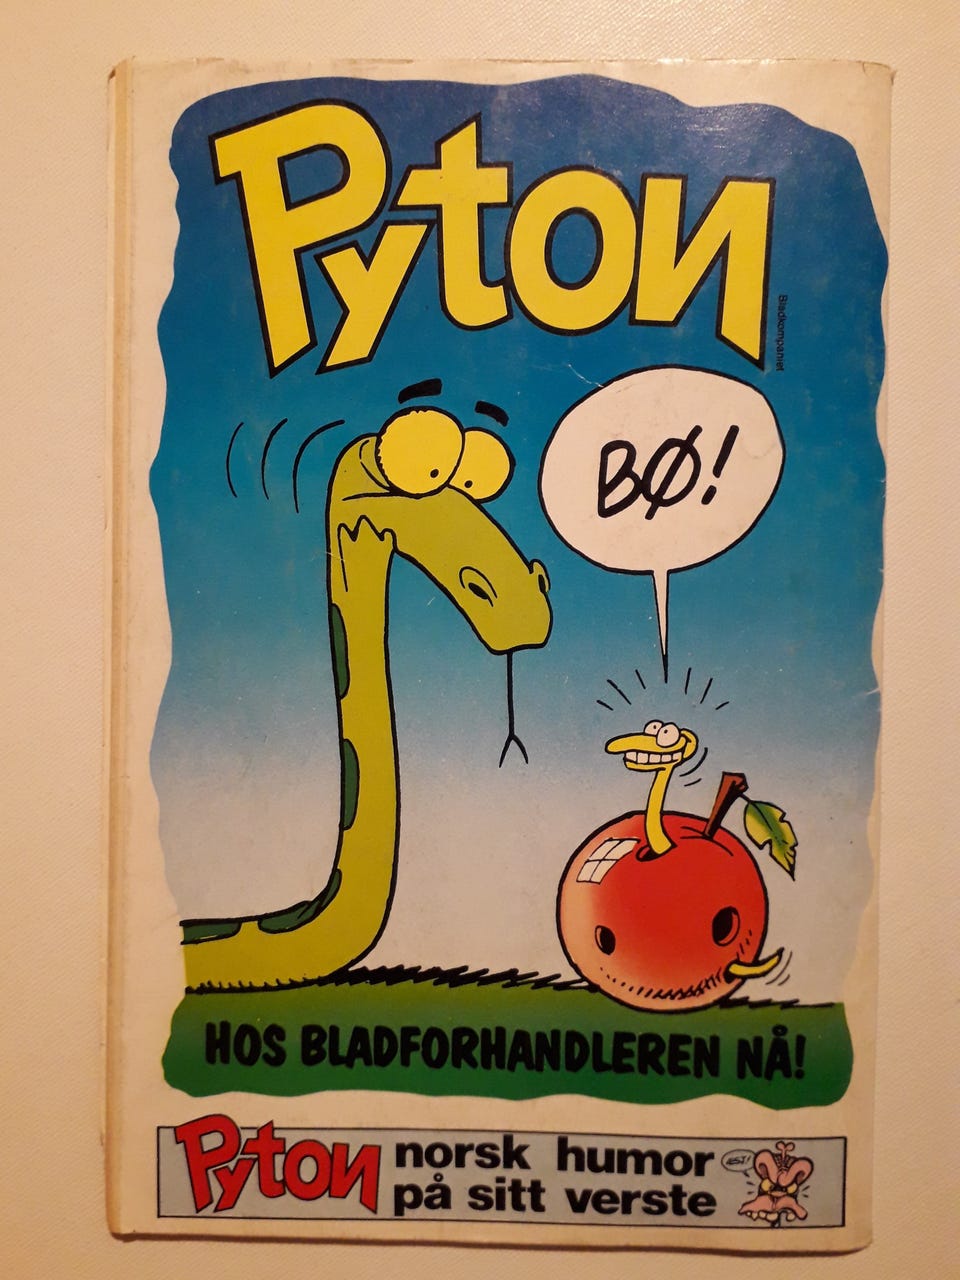 Pyton
Bladkompaniet
BØ!
HOS BLADFORHANDLEREN NÅ!
Pyton norsk humor
på sitt verste